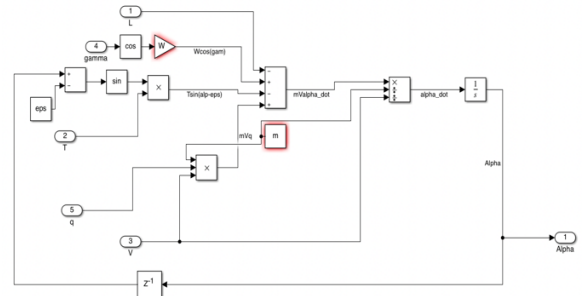 1
L
4
gamma
cos
W
Wcos(gam)
+
-
sin
×
Tsin(alp-eps)
eps
2
T
-
+
-
+
mValpha_dot
×
÷
÷
alpha_dot
1
s
m
mVq
×
Alpha
5
q
3
V
1
Alpha
Z-1